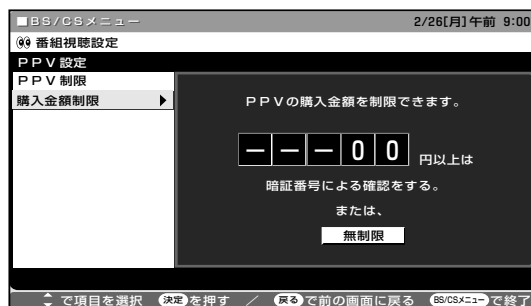 ■BS/CSメニュー 2/26[月]午前 9:00
番組視聴設定
PPV設定
PPV制限
購入金額制限 ▶
PPVの購入金額を制限できます。
− − − 0 0 円以上は
暗証番号による確認をする。
または、
無制限
で項目を選択 決定を押す / 戻るで前の画面に戻る BS/CSメニューで終了